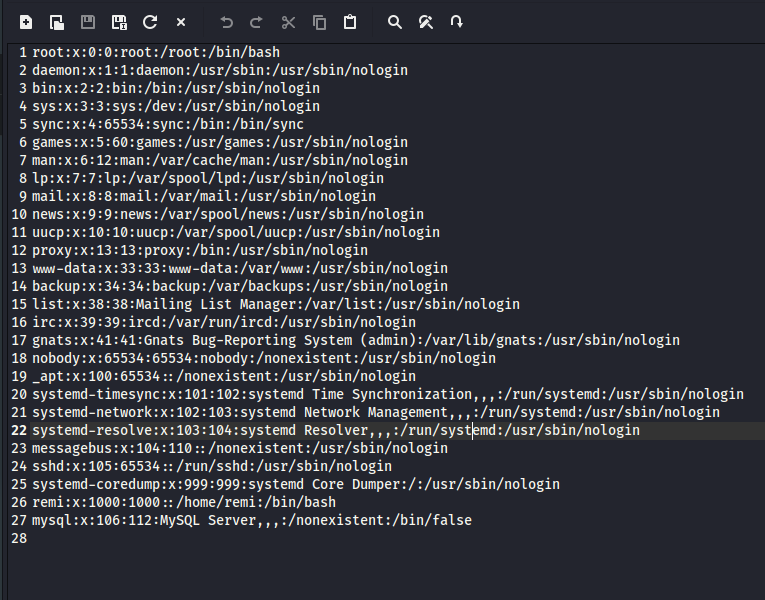 1 root:x:0:0:root:/root:/bin/bash
2 daemon:x:1:1:daemon:/usr/sbin:/usr/sbin/nologin
3 bin:x:2:2:bin:/bin:/usr/sbin/nologin
4 sys:x:3:3:sys:/dev:/usr/sbin/nologin
5 sync:x:4:65534:sync:/bin:/bin/sync
6 games:x:5:60:games:/usr/games:/usr/sbin/nologin
7 man:x:6:12:man:/var/cache/man:/usr/sbin/nologin
8 lp:x:7:7:lp:/var/spool/lpd:/usr/sbin/nologin
9 mail:x:8:8:mail:/var/mail:/usr/sbin/nologin
10 news:x:9:9:news:/var/spool/news:/usr/sbin/nologin
11 uucp:x:10:10:uucp:/var/spool/uucp:/usr/sbin/nologin
12 proxy:x:13:13:proxy:/bin:/usr/sbin/nologin
13 www-data:x:33:33:www-data:/var/www:/usr/sbin/nologin
14 backup:x:34:34:backup:/var/backups:/usr/sbin/nologin
15 list:x:38:38:Mailing List Manager:/var/list:/usr/sbin/nologin
16 irc:x:39:39:ircd:/var/run/ircd:/usr/sbin/nologin
17 gnats:x:41:41:Gnats Bug-Reporting System (admin):/var/lib/gnats:/usr/sbin/nologin
18 nobody:x:65534:65534:nobody:/nonexistent:/usr/sbin/nologin
19 _apt:x:100:65534::/nonexistent:/usr/sbin/nologin
20 systemd-timesync:x:101:102:systemd Time Synchronization,,,:/run/systemd:/usr/sbin/nologin
21 systemd-network:x:102:103:systemd Network Management,,,:/run/systemd:/usr/sbin/nologin
22 systemd-resolve:x:103:104:systemd Resolver,,,:/run/systemd:/usr/sbin/nologin
23 messagebus:x:104:110::/nonexistent:/usr/sbin/nologin
24 sshd:x:105:65534::/run/sshd:/usr/sbin/nologin
25 systemd-coredump:x:999:999:systemd Core Dumper:/:/usr/sbin/nologin
26 remi:x:1000:1000::/home/remi:/bin/bash
27 mysql:x:106:112:MySQL Server,,,:/nonexistent:/bin/false
28